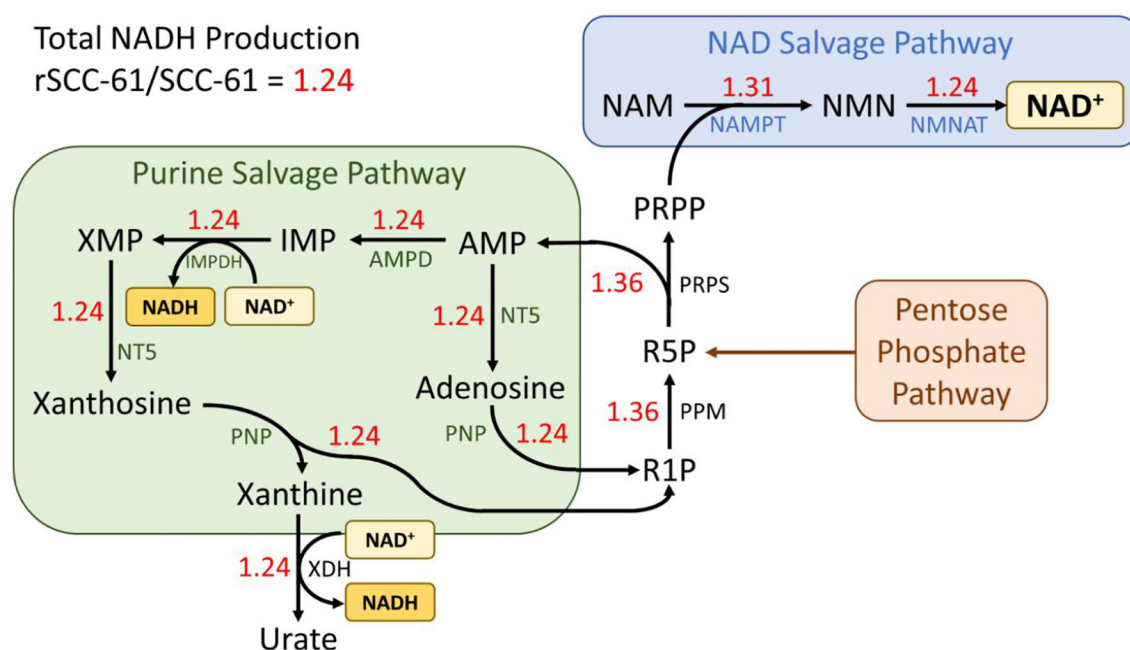 Total NADH Production
rSCC-61/SCC-61 = 1.24
NAD Salvage Pathway
NAM
1.31
NAMPT
NMN
1.24
NMNAT
NAD⁺
Purine Salvage Pathway
XMP
1.24
IMPDH
IMP
1.24
AMPD
AMP
NADH
NAD⁺
PRPP
1.36
PRPS
1.24
NT5
1.24
NT5
R5P
Pentose
Phosphate
Pathway
Xanthosine
Adenosine
1.36
PPM
PNP
1.24
PNP
1.24
R1P
Xanthine
NAD⁺
1.24
XDH
NADH
Urate